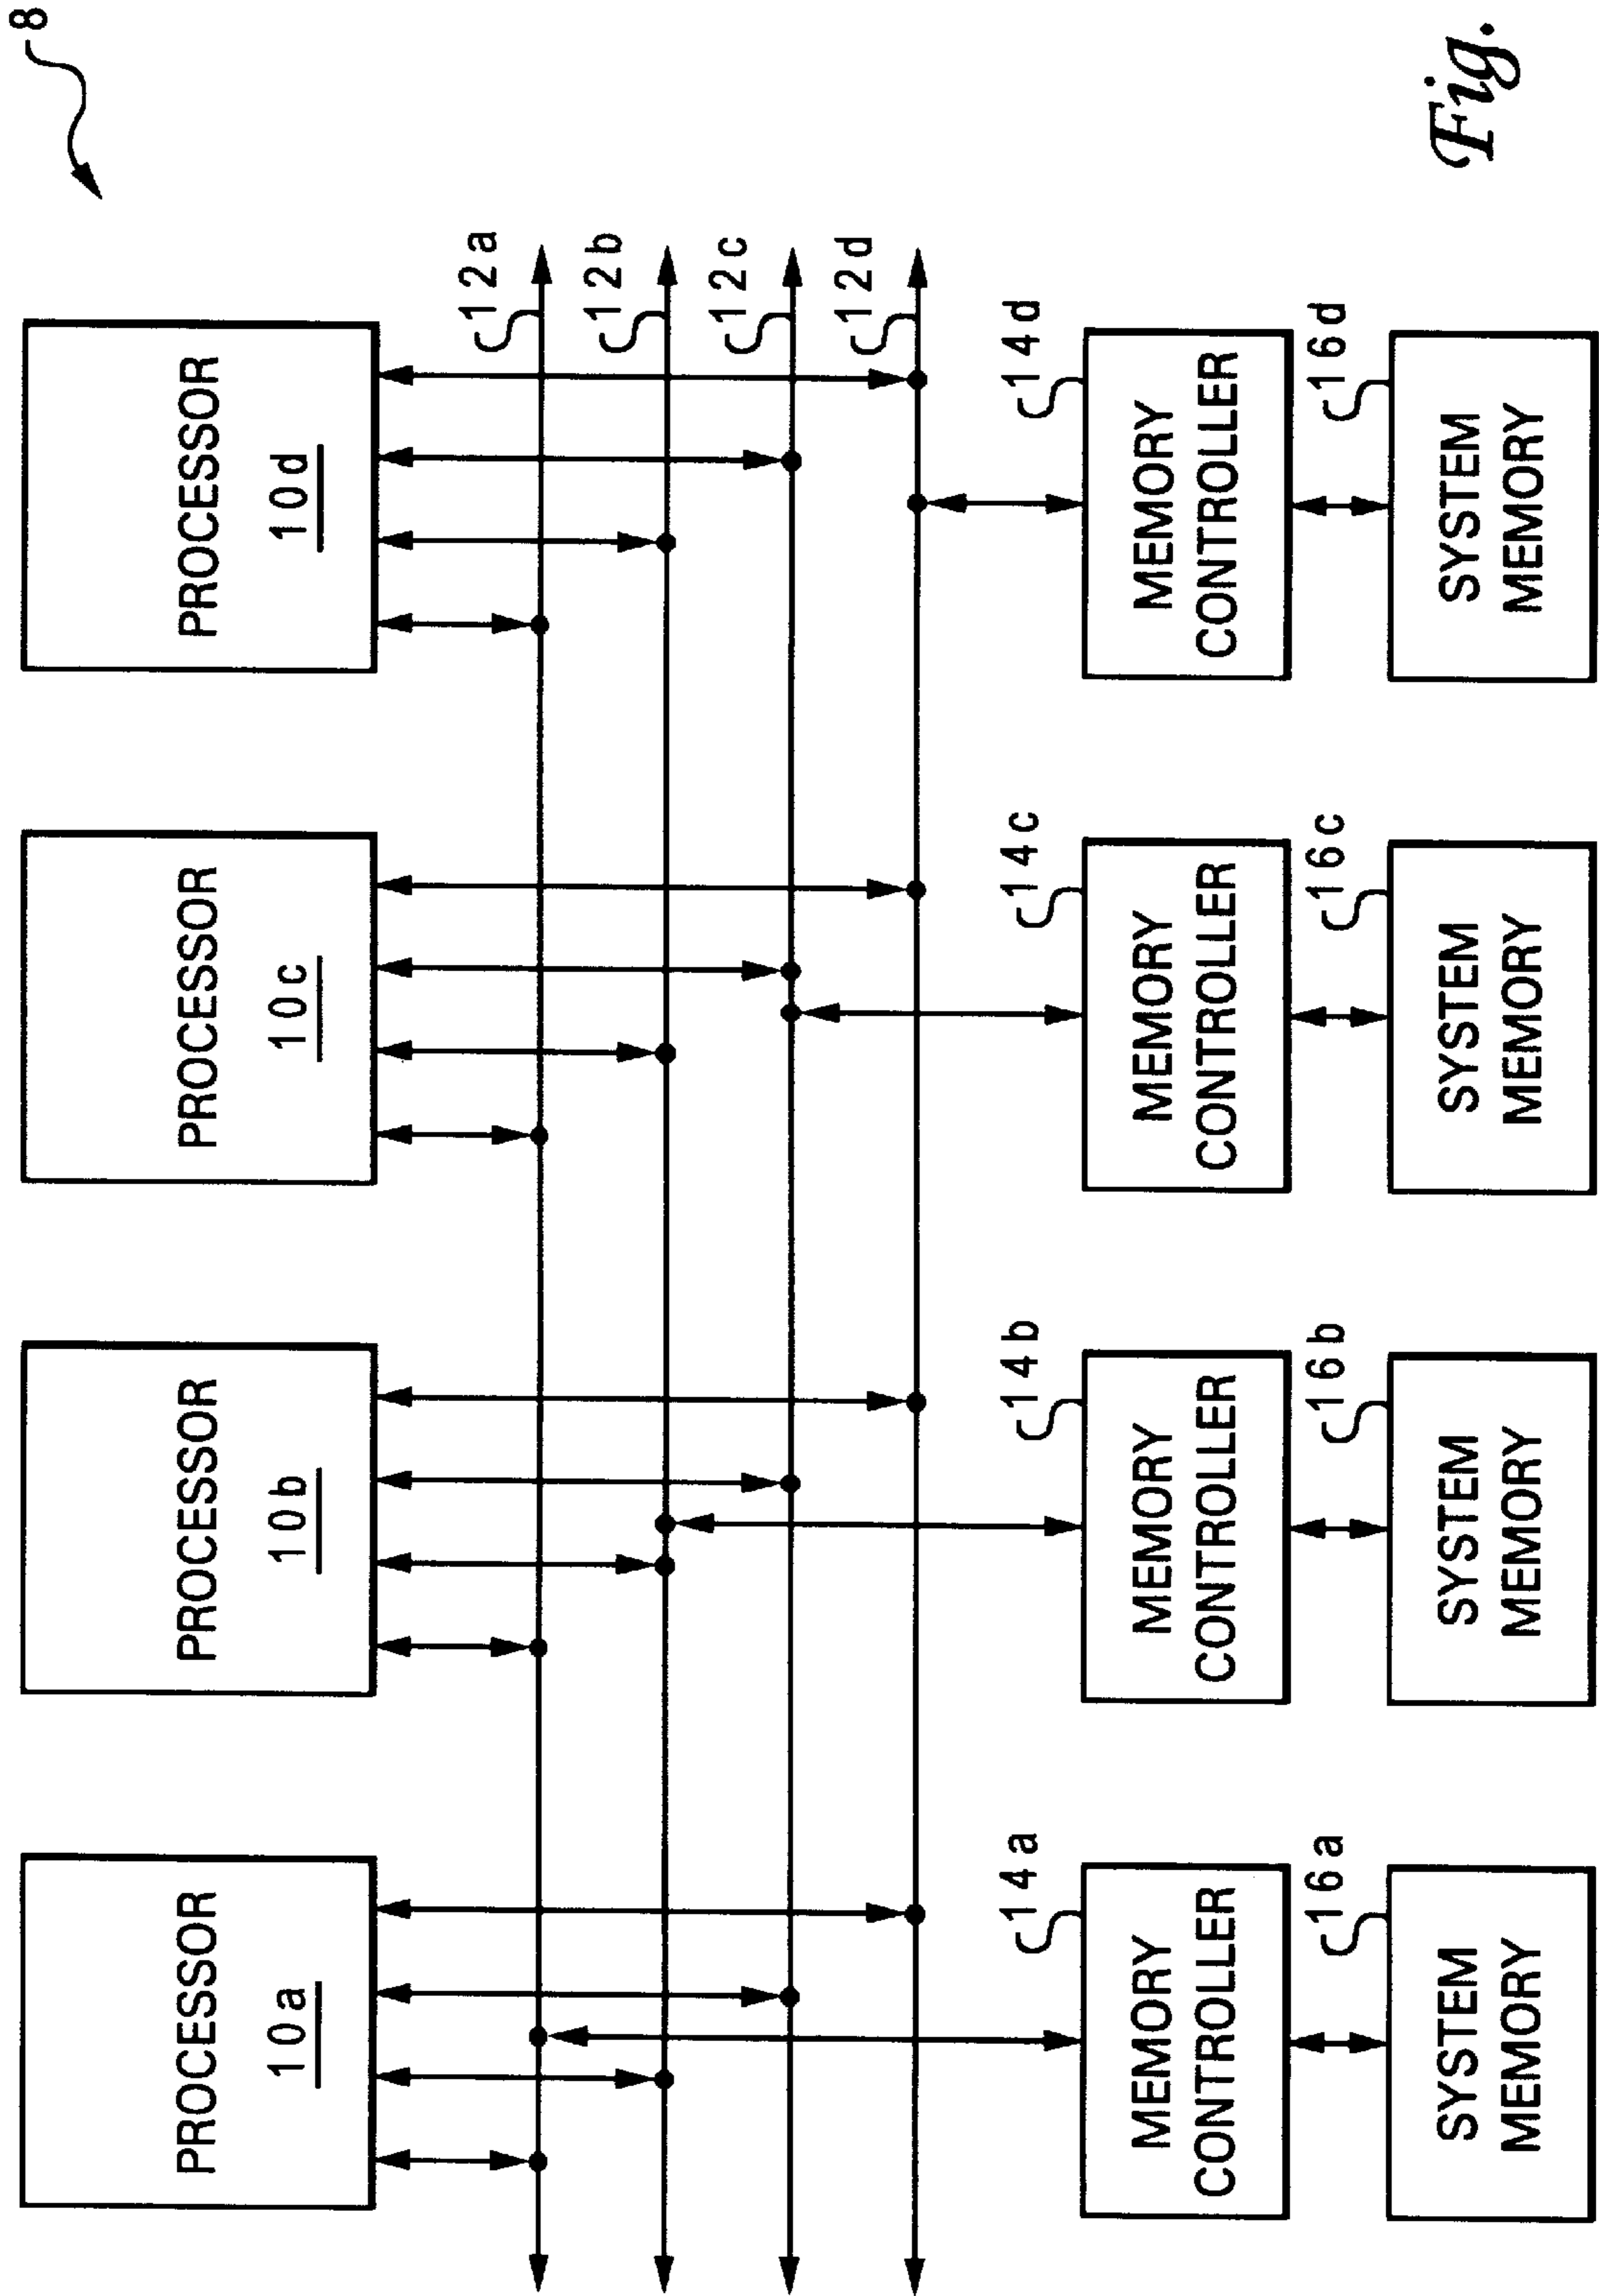 8
PROCESSOR
10a
PROCESSOR
10b
PROCESSOR
10c
PROCESSOR
10d
12a
12b
12c
12d
14a
14b
14c
14d
MEMORY
CONTROLLER
MEMORY
CONTROLLER
MEMORY
CONTROLLER
MEMORY
CONTROLLER
16a
16b
16c
16d
SYSTEM
MEMORY
SYSTEM
MEMORY
SYSTEM
MEMORY
SYSTEM
MEMORY
Fig.